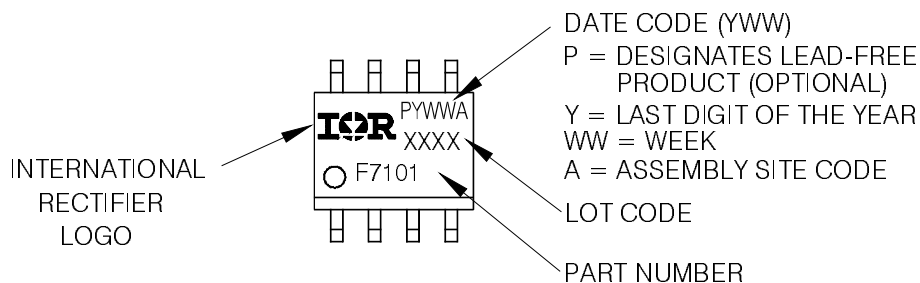 DATE CODE (YWW)
P = DESIGNATES LEAD-FREE
PRODUCT (OPTIONAL)
Y = LAST DIGIT OF THE YEAR
WW = WEEK
A = ASSEMBLY SITE CODE
LOT CODE
PART NUMBER
INTERNATIONAL
RECTIFIER
LOGO
IOR
PYWWA
XXXX
F7101